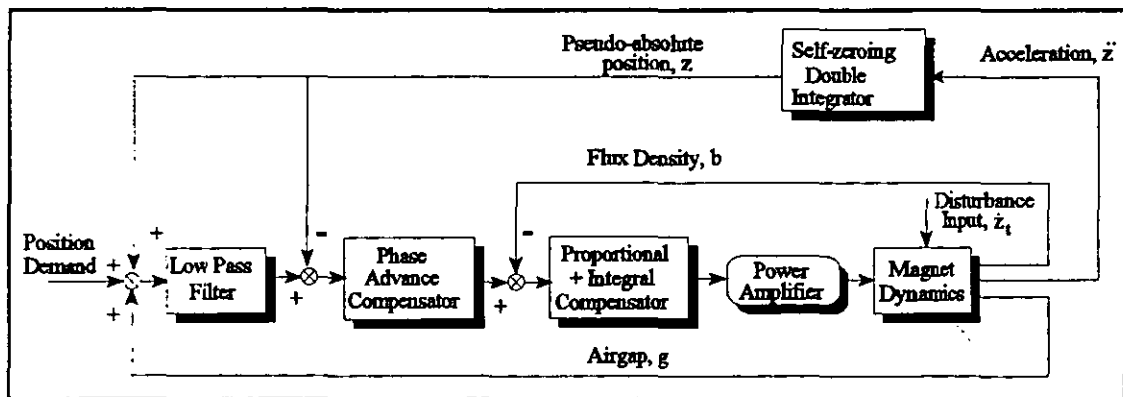 Pseudo-absolute
position, z
Self-zeroing
Double
Integrator
Acceleration, z̈
Flux Density, b
Disturbance
Input, ż_t
Position
Demand
+
+
+
Low Pass
Filter
-
+
Phase
Advance
Compensator
-
+
Proportional
+ Integral
Compensator
Power
Amplifier
Magnet
Dynamics
Airgap, g